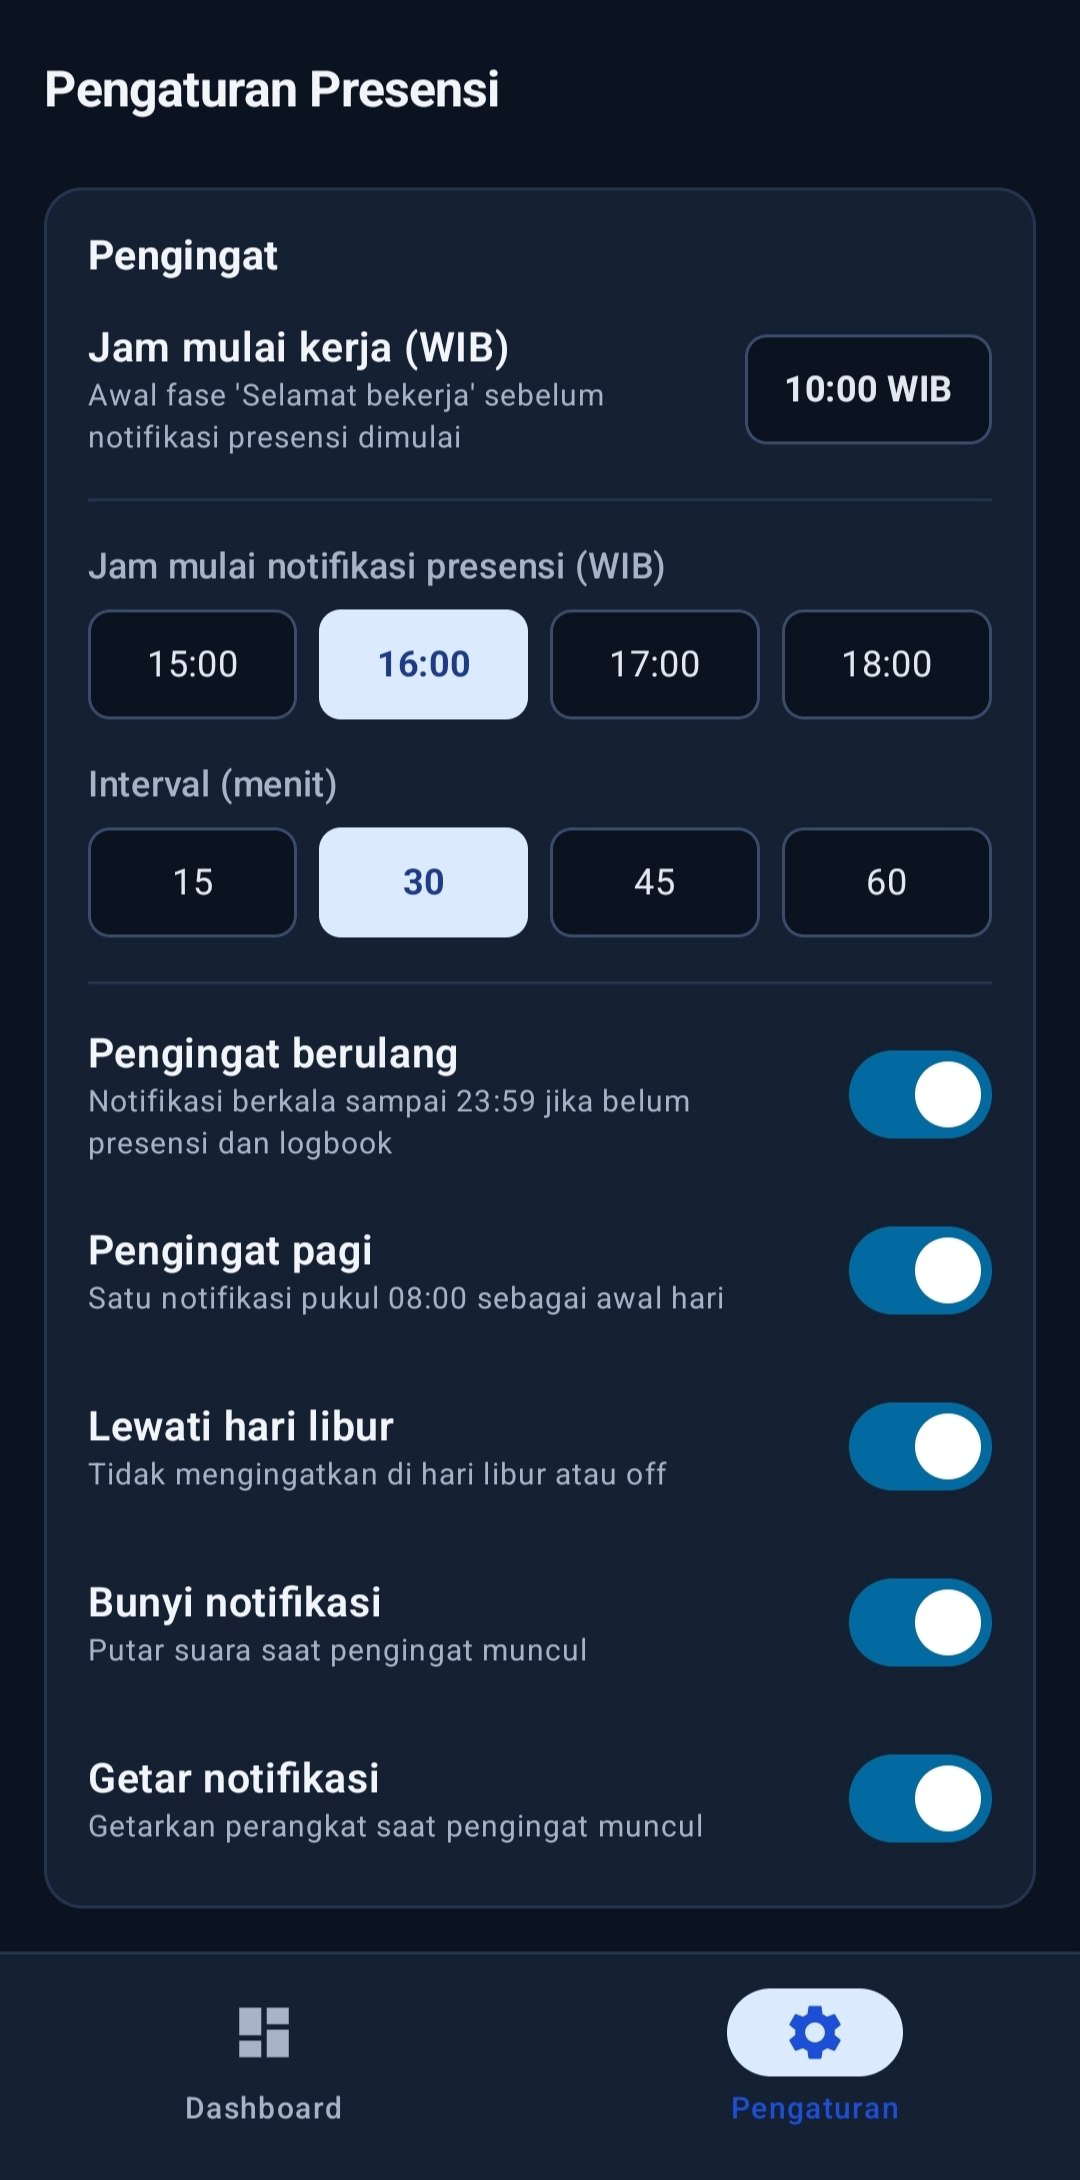 Pengaturan Presensi
Pengingat
Jam mulai kerja (WIB)
Awal fase 'Selamat bekerja' sebelum
notifikasi presensi dimulai
10:00 WIB
Jam mulai notifikasi presensi (WIB)
15:00 16:00 17:00 18:00
Interval (menit)
15 30 45 60
Pengingat berulang
Notifikasi berkala sampai 23:59 jika belum
presensi dan logbook
Pengingat pagi
Satu notifikasi pukul 08:00 sebagai awal hari
Lewati hari libur
Tidak mengingatkan di hari libur atau off
Bunyi notifikasi
Putar suara saat pengingat muncul
Getar notifikasi
Getarkan perangkat saat pengingat muncul
Dashboard Pengaturan